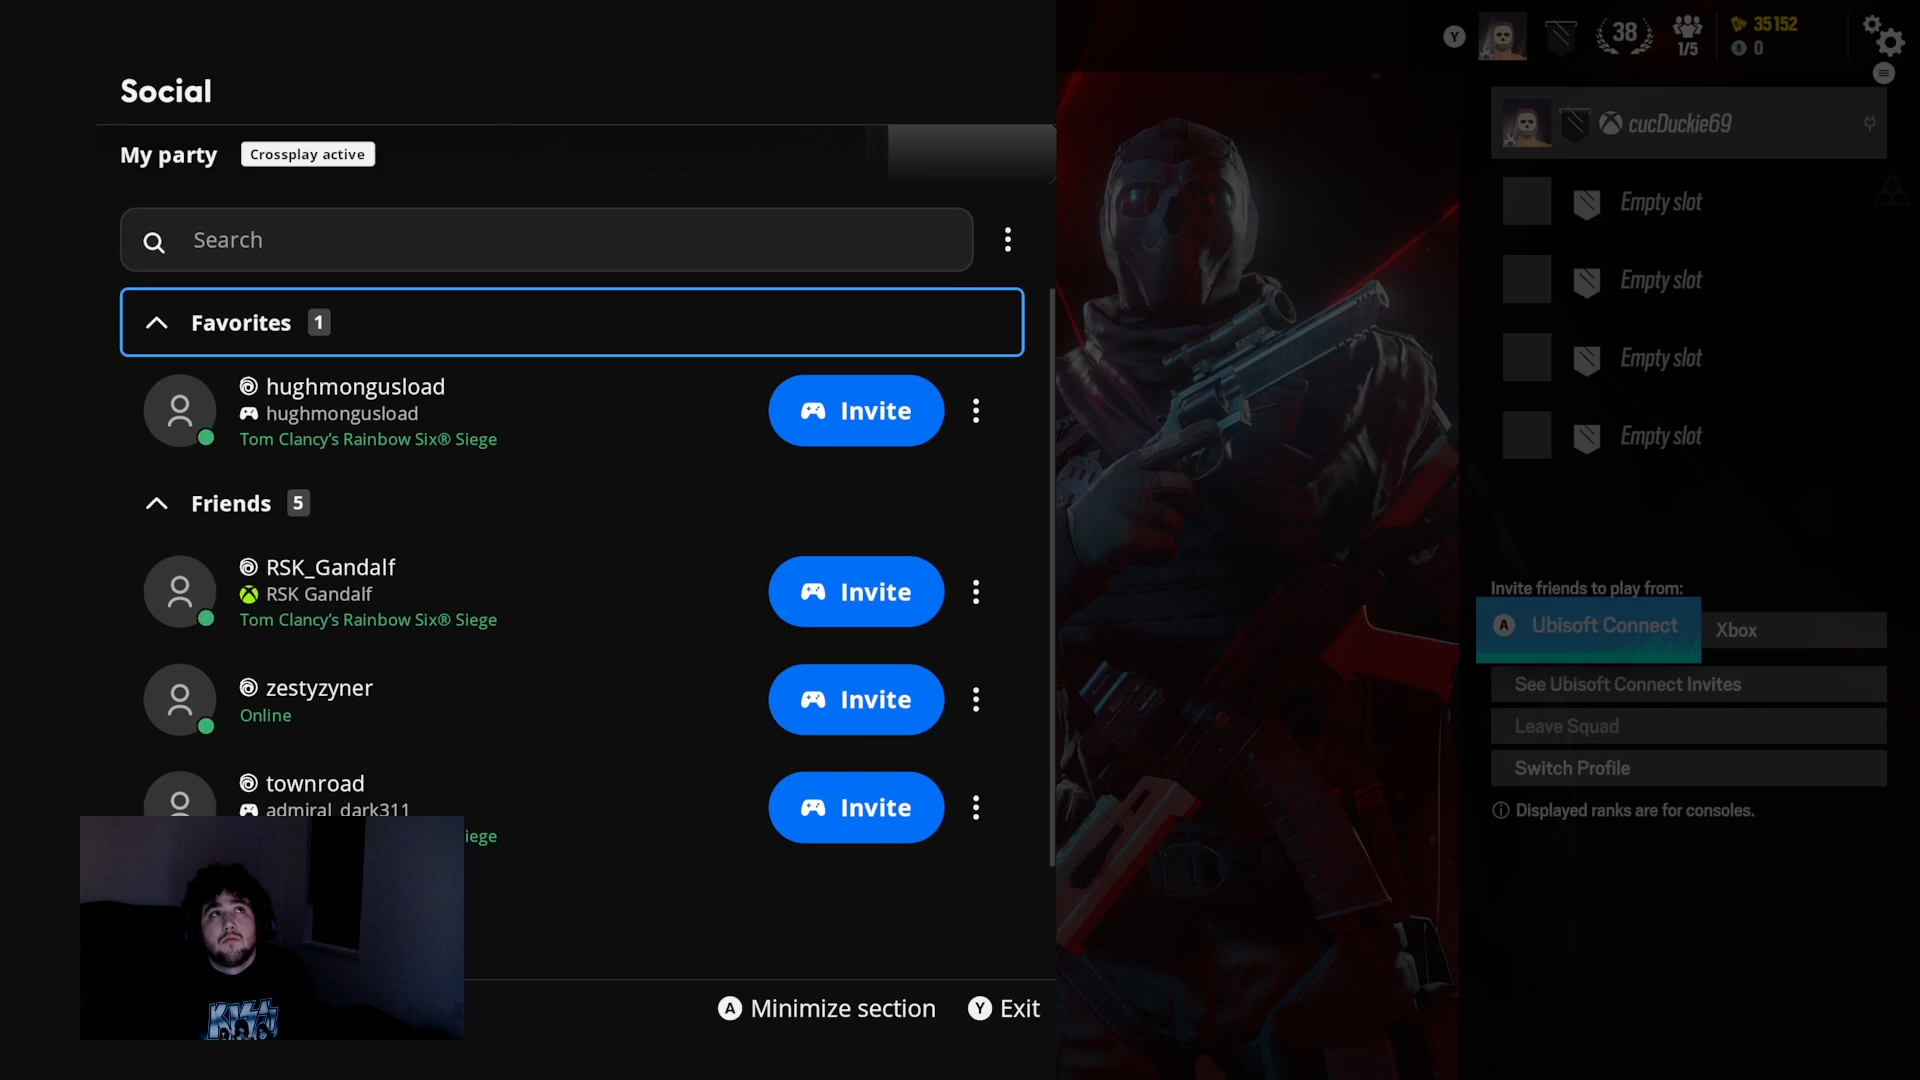 Social
My party
Crossplay active
Search
Favorites 1
hughmongusload
hughmongusload
Tom Clancy's Rainbow Six® Siege
Invite
Friends 5
RSK_Gandalf
RSK Gandalf
Tom Clancy's Rainbow Six® Siege
Invite
zestyzyner
Online
Invite
townroad
admiral_dark311
iege
Invite
KISS
A Minimize section
Y Exit
Y
38
1/5
35 152
0
cucDuckie69
Empty slot
Empty slot
Empty slot
Empty slot
Invite friends to play from:
A Ubisoft Connect
Xbox
See Ubisoft Connect Invites
Leave Squad
Switch Profile
Displayed ranks are for consoles.